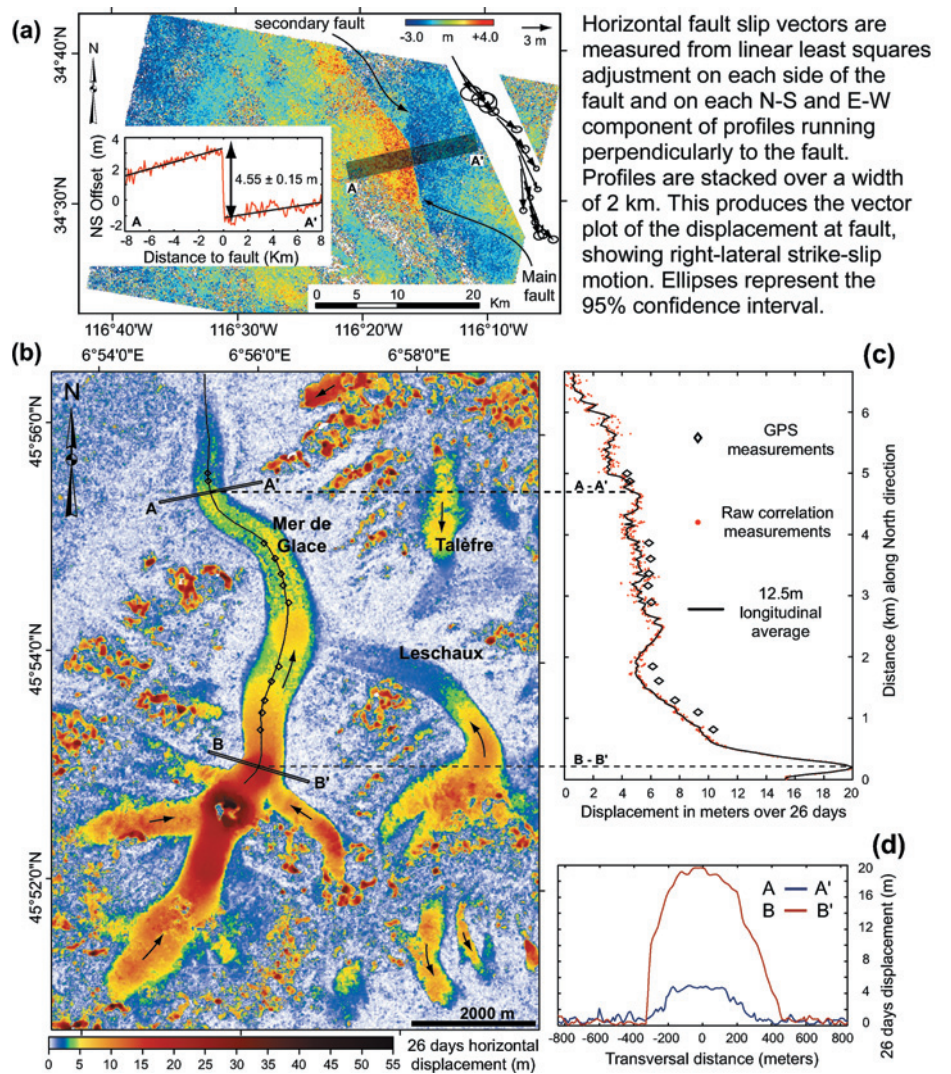 (a)
secondary fault
-3.0 m +4.0
3 m
34°40'N
N
34°30'N
NS Offset (m)
4
2
0
-2
4.55 ± 0.15 m
A
A'
-8 -6 -4 -2 0 2 4 6 8
Distance to fault (Km)
A
A'
Main
fault
0 5 10 20
Km
116°40'W 116°30'W 116°20'W 116°10'W
Horizontal fault slip vectors are
measured from linear least squares
adjustment on each side of the
fault and on each N-S and E-W
component of profiles running
perpendicularly to the fault.
Profiles are stacked over a width
of 2 km. This produces the vector
plot of the displacement at fault,
showing right-lateral strike-slip
motion. Ellipses represent the
95% confidence interval.
(b)
6°54'0"E 6°56'0"E 6°58'0"E
N
45°56'0"N
45°54'0"N
45°52'0"N
A
A'
Mer de
Glace
Talèfre
Leschaux
B
B'
2000 m
0 5 10 15 20 25 30 35 40 45 50 55
26 days horizontal
displacement (m)
(c)
GPS
measurements
Raw correlation
measurements
12.5m
longitudinal
average
A - A'
B - B'
6
5
4
3
2
1
0
Distance (km) along North direction
0 2 4 6 8 10 12 14 16 18 20
Displacement in meters over 26 days
(d)
A A'
B B'
20
16
12
8
4
0
26 days displacement (m)
-800 -600 -400 -200 0 200 400 600 800
Transversal distance (meters)